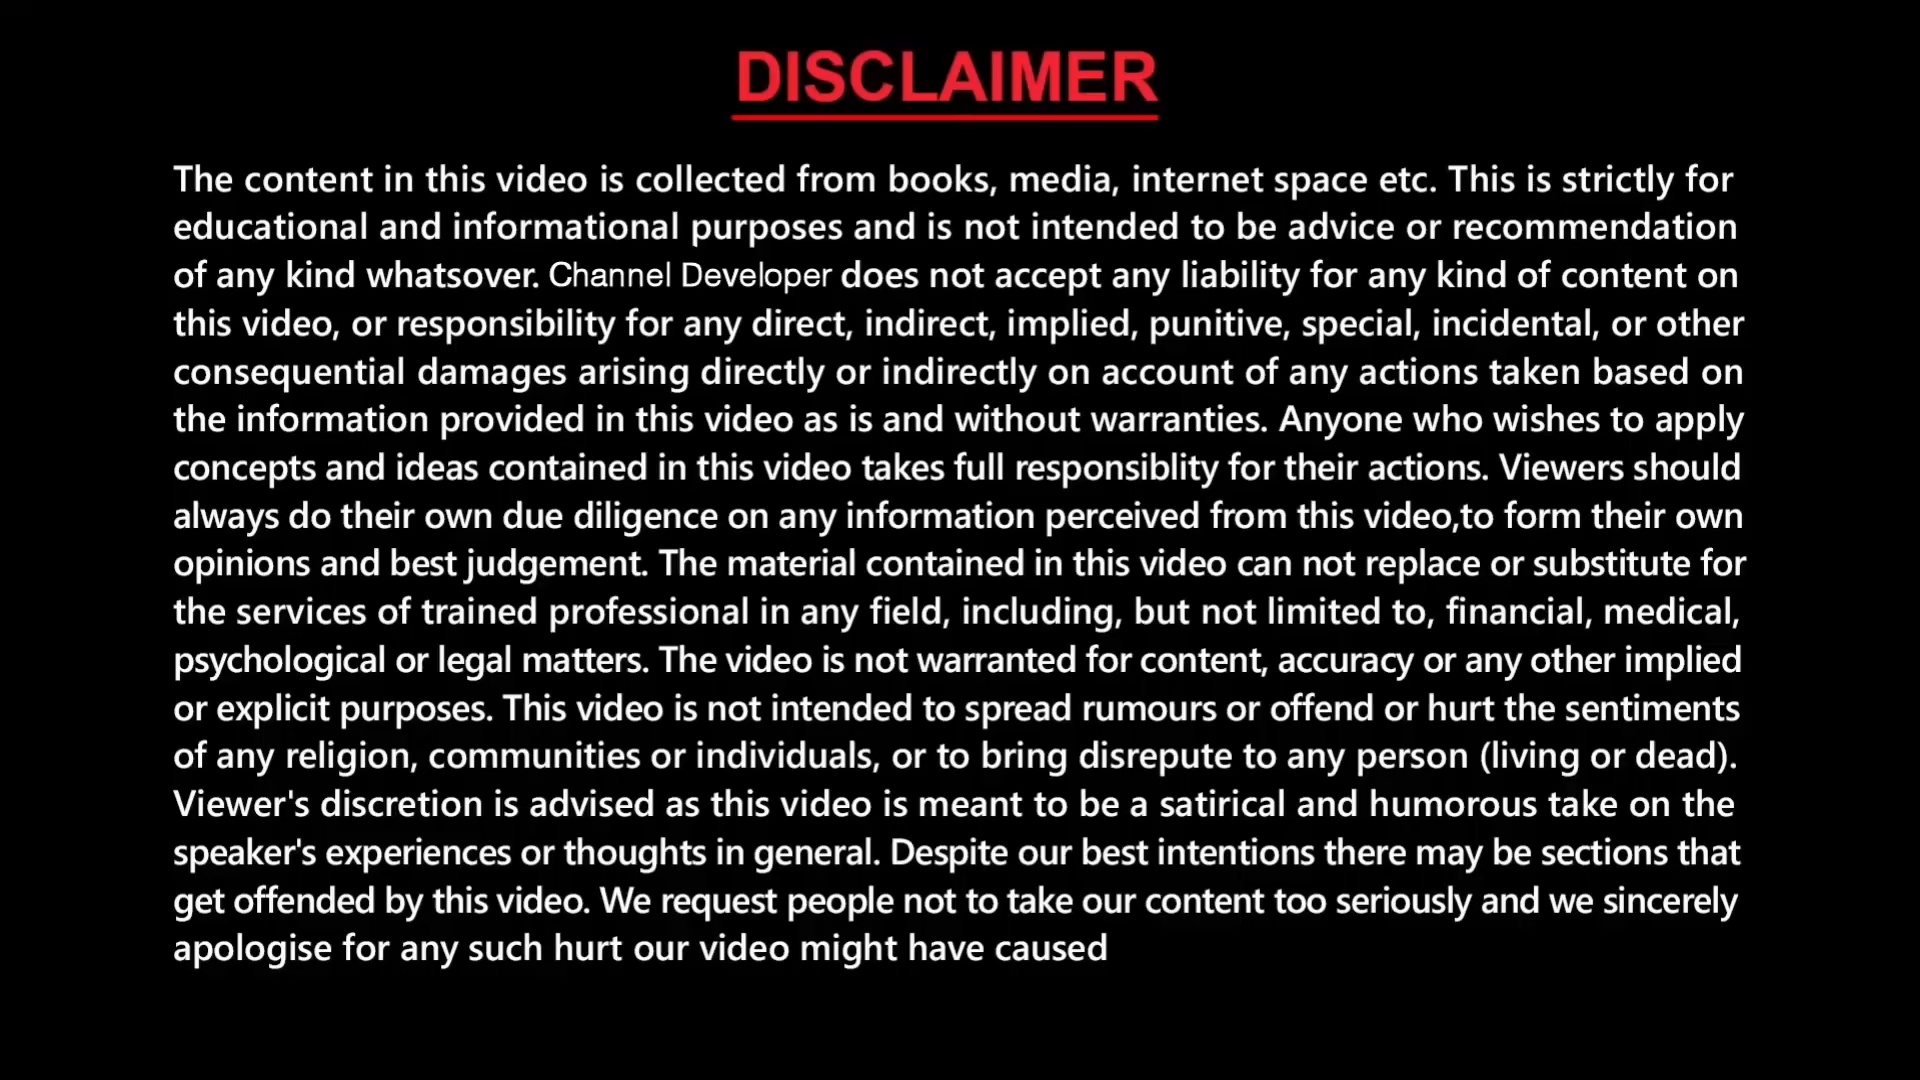 DISCLAIMER
The content in this video is collected from books, media, internet space etc. This is strictly for
educational and informational purposes and is not intended to be advice or recommendation
of any kind whatsover. Channel Developer does not accept any liability for any kind of content on
this video, or responsibility for any direct, indirect, implied, punitive, special, incidental, or other
consequential damages arising directly or indirectly on account of any actions taken based on
the information provided in this video as is and without warranties. Anyone who wishes to apply
concepts and ideas contained in this video takes full responsiblity for their actions. Viewers should
always do their own due diligence on any information perceived from this video,to form their own
opinions and best judgement. The material contained in this video can not replace or substitute for
the services of trained professional in any field, including, but not limited to, financial, medical,
psychological or legal matters. The video is not warranted for content, accuracy or any other implied
or explicit purposes. This video is not intended to spread rumours or offend or hurt the sentiments
of any religion, communities or individuals, or to bring disrepute to any person (living or dead).
Viewer's discretion is advised as this video is meant to be a satirical and humorous take on the
speaker's experiences or thoughts in general. Despite our best intentions there may be sections that
get offended by this video. We request people not to take our content too seriously and we sincerely
apologise for any such hurt our video might have caused